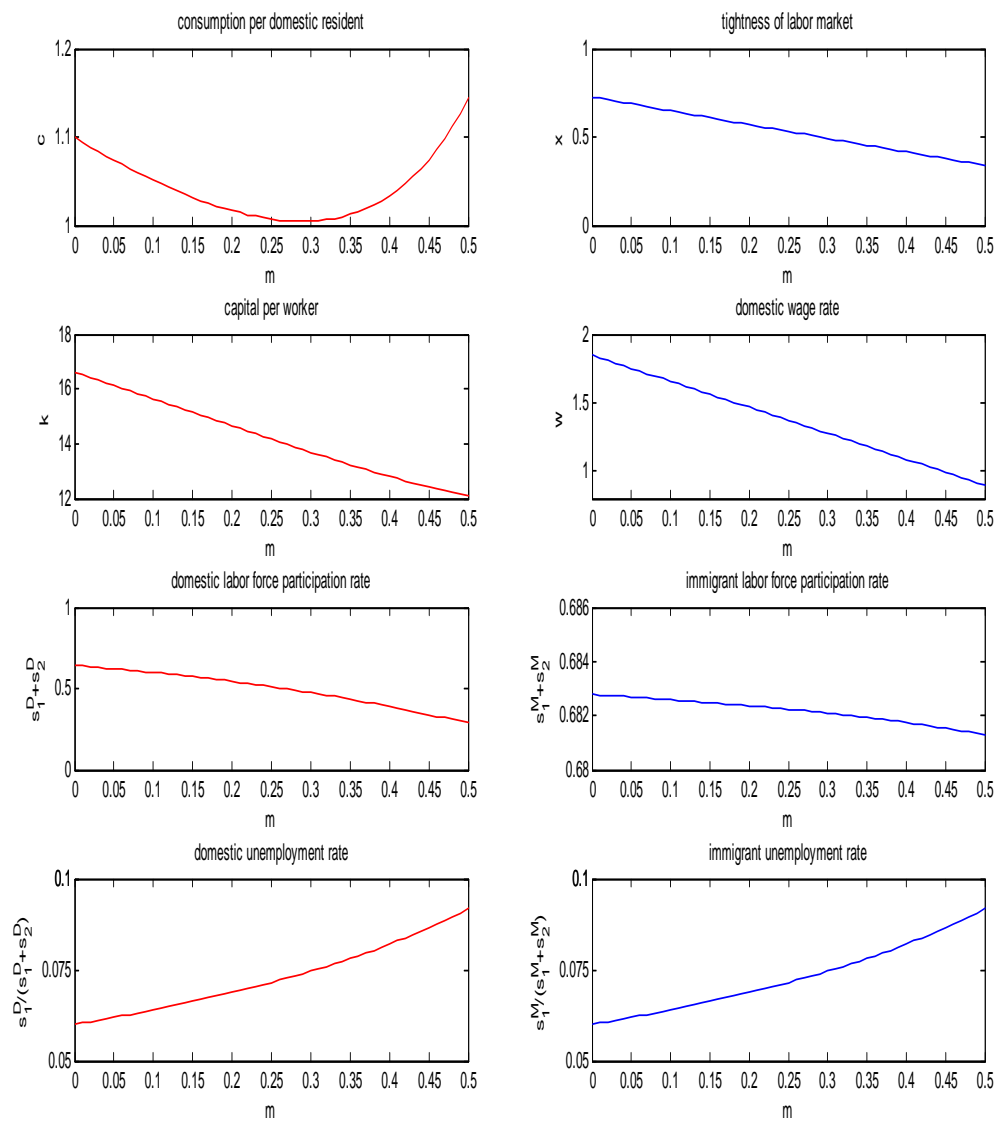 consumption per domestic resident
1.2
1.1
1
c
0 0.05 0.1 0.15 0.2 0.25 0.3 0.35 0.4 0.45 0.5
m
tightness of labor market
1
0.5
0
x
0 0.05 0.1 0.15 0.2 0.25 0.3 0.35 0.4 0.45 0.5
m
capital per worker
18
16
14
12
k
0 0.05 0.1 0.15 0.2 0.25 0.3 0.35 0.4 0.45 0.5
m
domestic wage rate
2
1.5
1
w
0 0.05 0.1 0.15 0.2 0.25 0.3 0.35 0.4 0.45 0.5
m
domestic labor force participation rate
1
0.5
0
s₁ᴰ+s₂ᴰ
0 0.05 0.1 0.15 0.2 0.25 0.3 0.35 0.4 0.45 0.5
m
immigrant labor force participation rate
0.686
0.684
0.682
0.68
s₁ᴹ+s₂ᴹ
0 0.05 0.1 0.15 0.2 0.25 0.3 0.35 0.4 0.45 0.5
m
domestic unemployment rate
0.1
0.075
0.05
s₁ᴰ/(s₁ᴰ+s₂ᴰ)
0 0.05 0.1 0.15 0.2 0.25 0.3 0.35 0.4 0.45 0.5
m
immigrant unemployment rate
0.1
0.075
0.05
s₁ᴹ/(s₁ᴹ+s₂ᴹ)
0 0.05 0.1 0.15 0.2 0.25 0.3 0.35 0.4 0.45 0.5
m